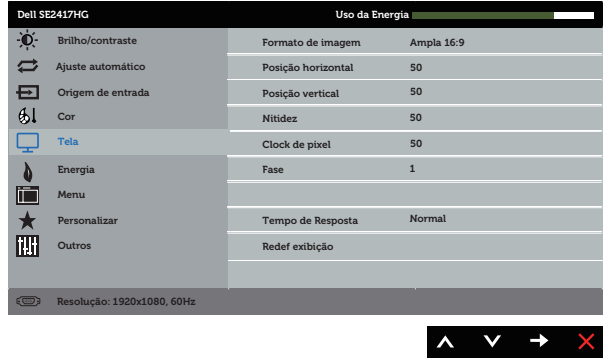 Dell SE2417HG Uso da Energia
Brilho/contraste
Ajuste automático
Origem de entrada
Cor
Tela
Energia
Menu
Personalizar
Outros
Formato de imagem Ampla 16:9
Posição horizontal 50
Posição vertical 50
Nitidez 50
Clock de pixel 50
Fase 1
Tempo de Resposta Normal
Redef exibição
Resolução: 1920x1080, 60Hz